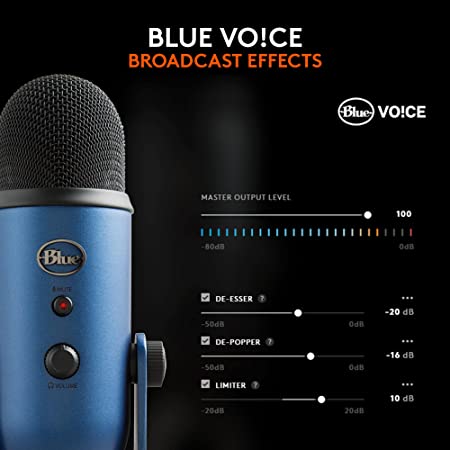 BLUE VO!CE
BROADCAST EFFECTS
Blue VO!CE
MASTER OUTPUT LEVEL
100
-80dB 0dB
DE-ESSER ?
-20 dB
-50dB 0dB
DE-POPPER ?
-16 dB
-50dB 0dB
LIMITER ?
10 dB
-20dB 20dB
Blue
MUTE
VOLUME